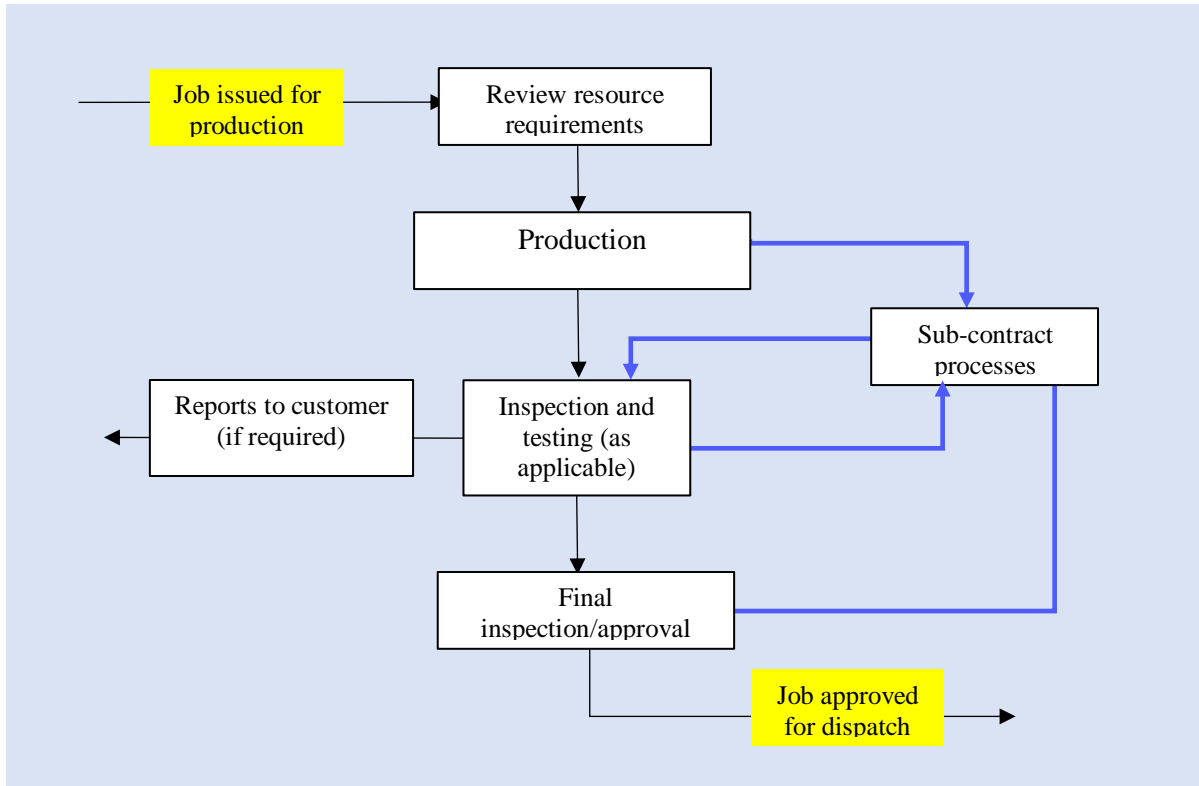 Job issued for
production
Review resource
requirements
Production
Sub-contract
processes
Reports to customer
(if required)
Inspection and
testing (as
applicable)
Final
inspection/approval
Job approved
for dispatch